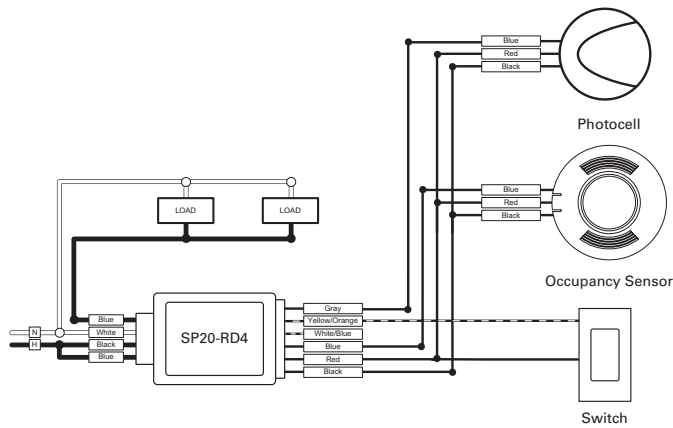 Blue
Red
Black
Photocell
Blue
Red
Black
Occupancy Sensor
LOAD
LOAD
N
H
Blue
White
Black
Blue
SP20-RD4
Gray
Yellow/Orange
White/Blue
Blue
Red
Black
Switch